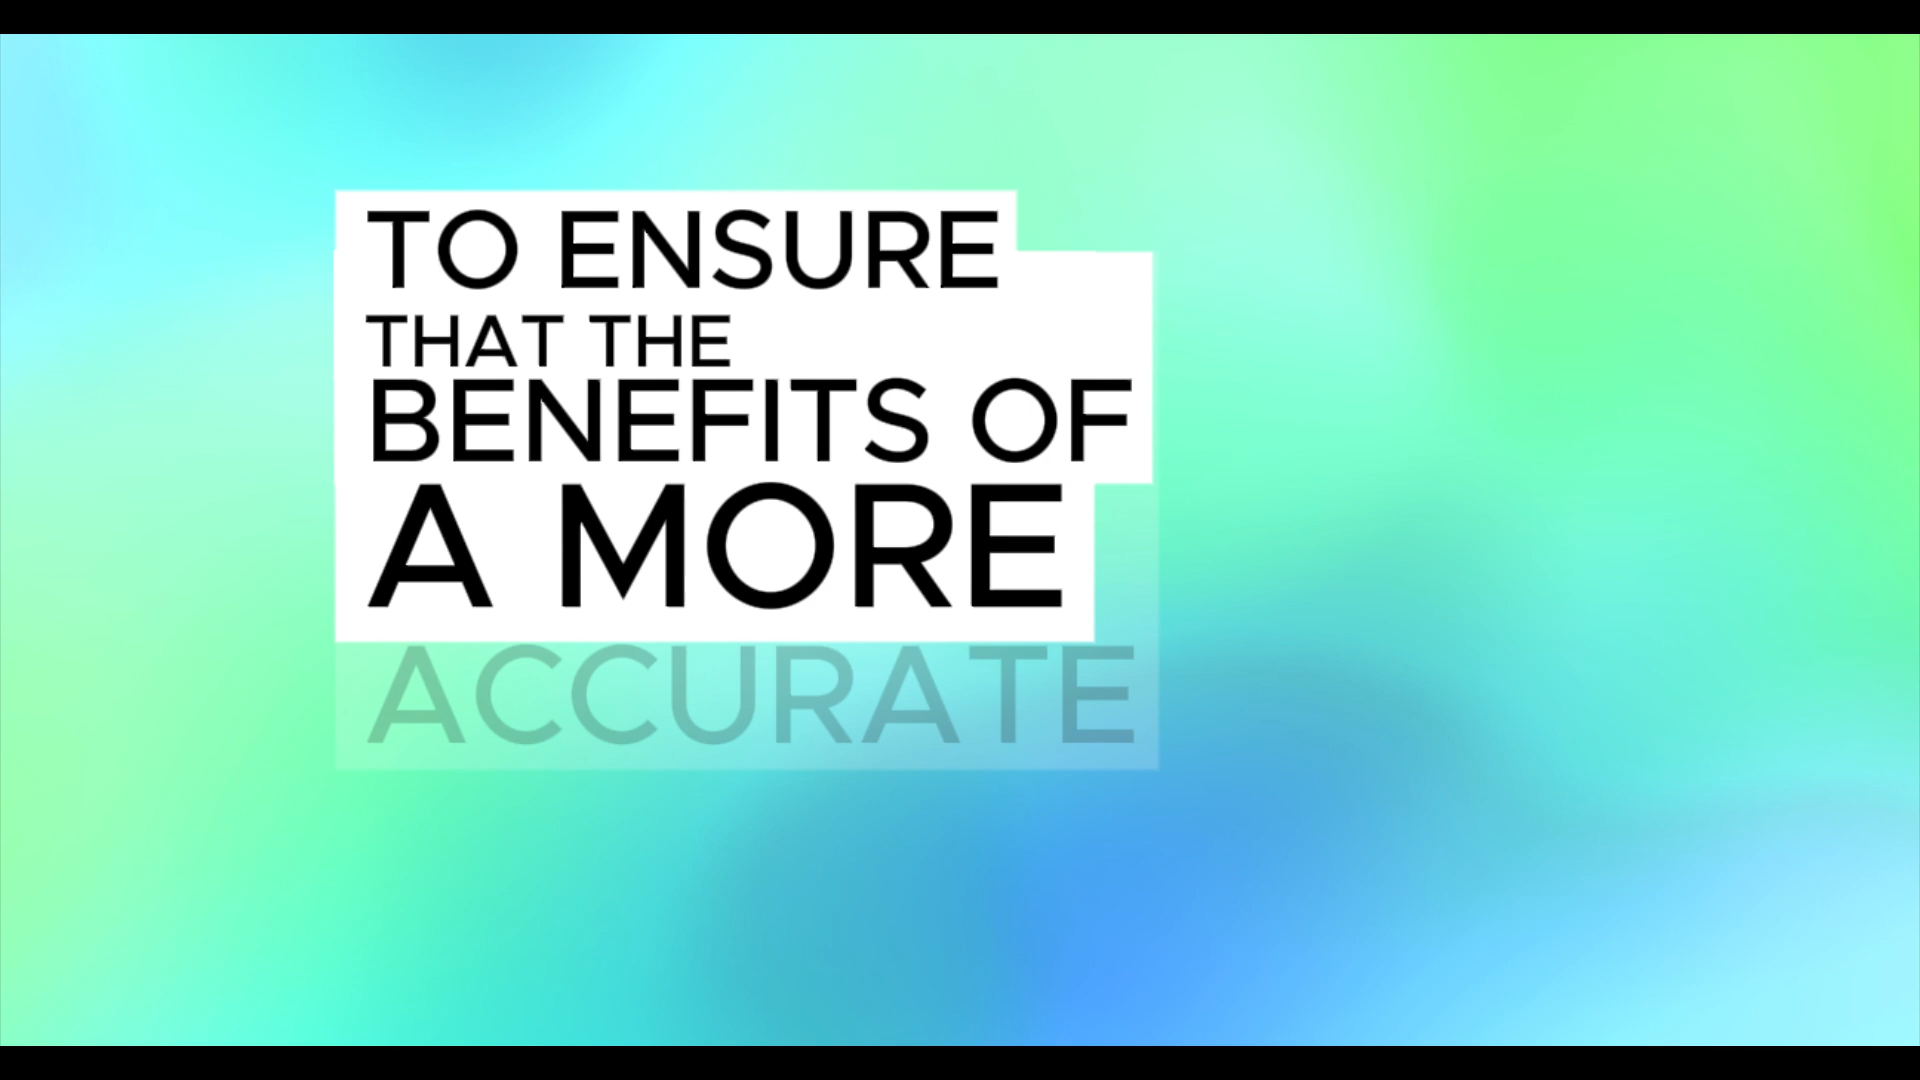 TO ENSURE
THAT THE
BENEFITS OF
A MORE
ACCURATE